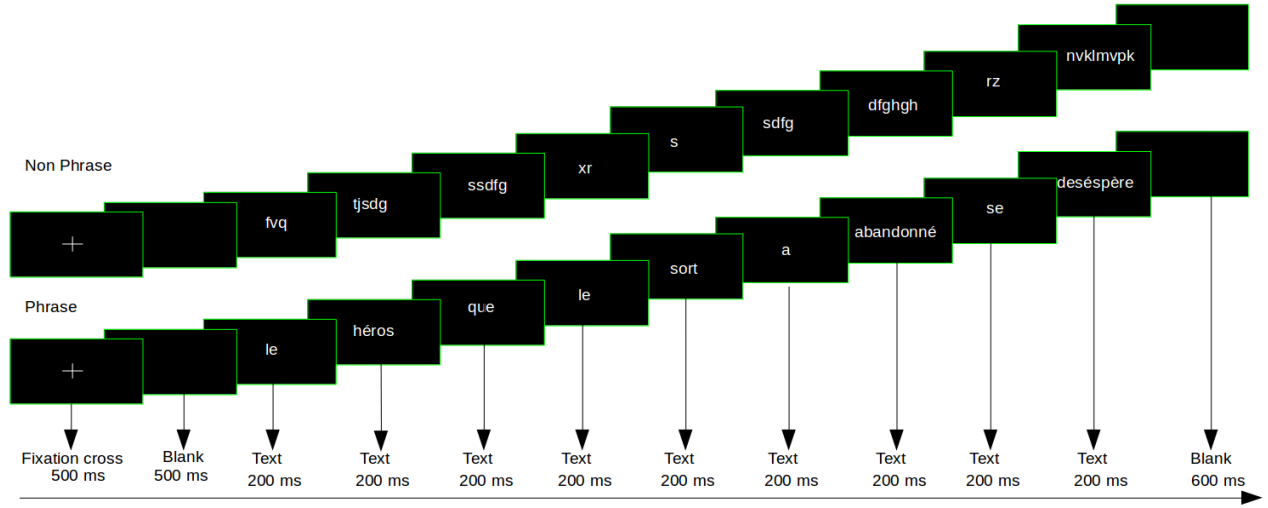 Non Phrase
fvq
tjsdg
ssdfg
xr
s
sdfg
dfghgh
rz
nvklmvpk
Phrase
le
héros
que
le
sort
a
abandonné
se
deséspère
Fixation cross
500 ms
Blank
500 ms
Text
200 ms
Text
200 ms
Text
200 ms
Text
200 ms
Text
200 ms
Text
200 ms
Text
200 ms
Text
200 ms
Text
200 ms
Blank
600 ms